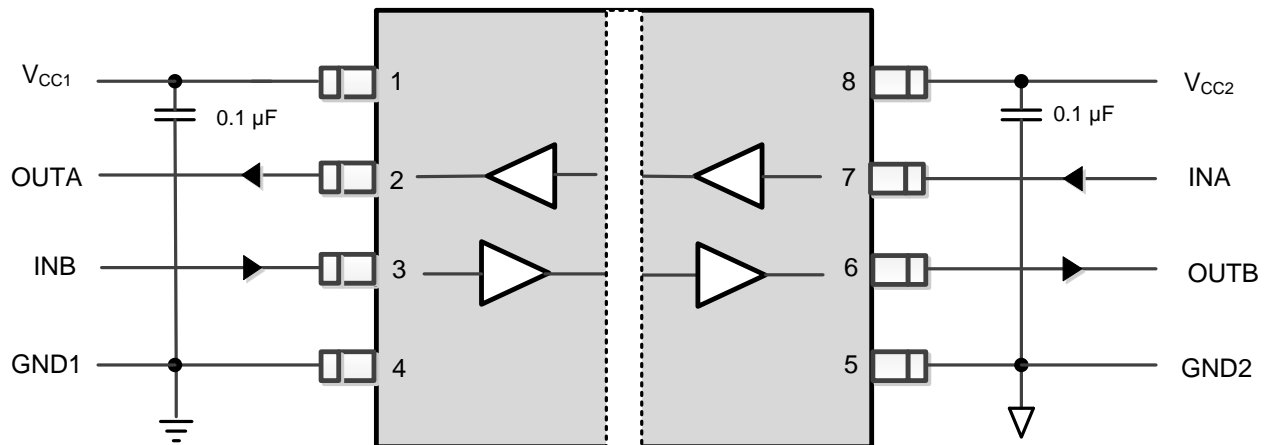 VCC1 1 8 VCC2
0.1 µF 0.1 µF
OUTA 2 7 INA
INB 3 6 OUTB
GND1 4 5 GND2